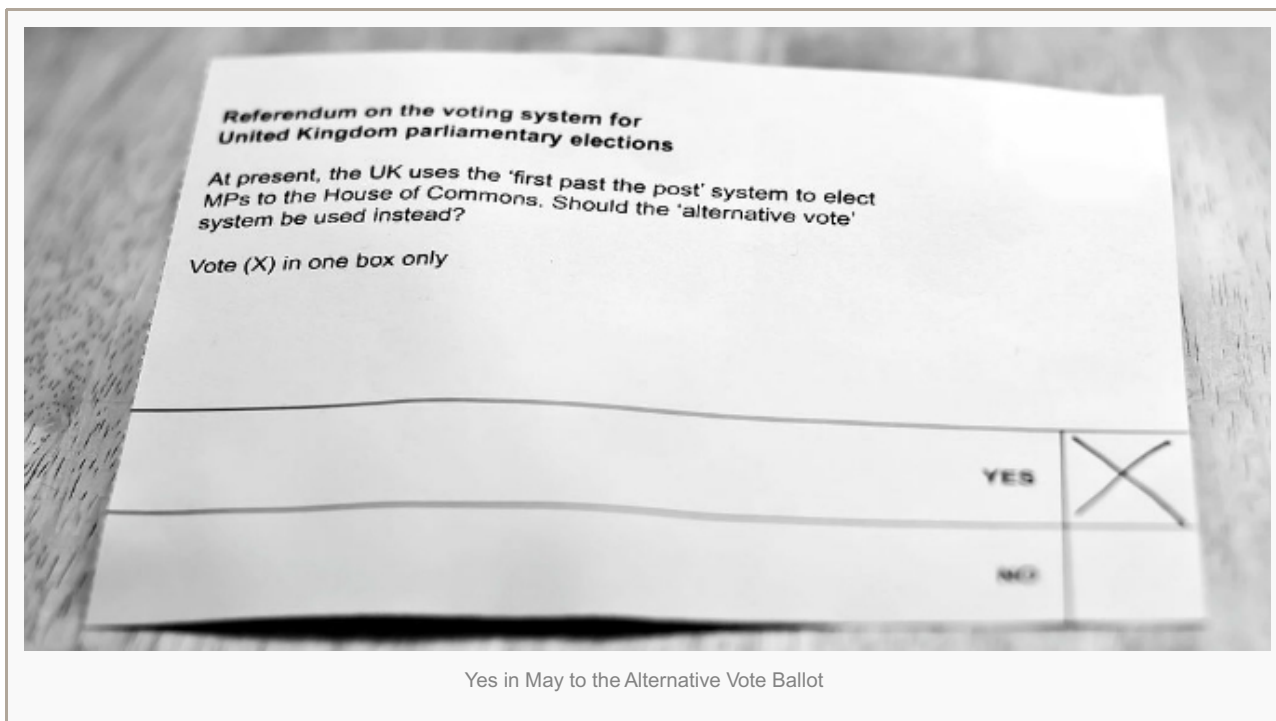 Referendum on the voting system for
United Kingdom parliamentary elections
At present, the UK uses the ‘first past the post’ system to elect
MPs to the House of Commons. Should the ‘alternative vote’
system be used instead?
Vote (X) in one box only
YES
NO
Yes in May to the Alternative Vote Ballot